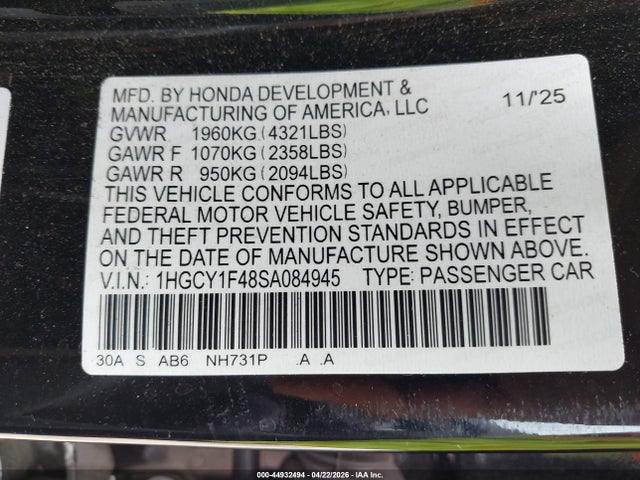 MFD. BY HONDA DEVELOPMENT &
MANUFACTURING OF AMERICA, LLC 11/'25
GVWR 1960KG (4321LBS)
GAWR F 1070KG (2358LBS)
GAWR R 950KG (2094LBS)
THIS VEHICLE CONFORMS TO ALL APPLICABLE
FEDERAL MOTOR VEHICLE SAFETY, BUMPER,
AND THEFT PREVENTION STANDARDS IN EFFECT
ON THE DATE OF MANUFACTURE SHOWN ABOVE.
V.I.N.: 1HGCY1F48SA084945 TYPE: PASSENGER CAR
30A S AB6 NH731P .A .A
000-44932494 - 04/22/2026 - IAA Inc.